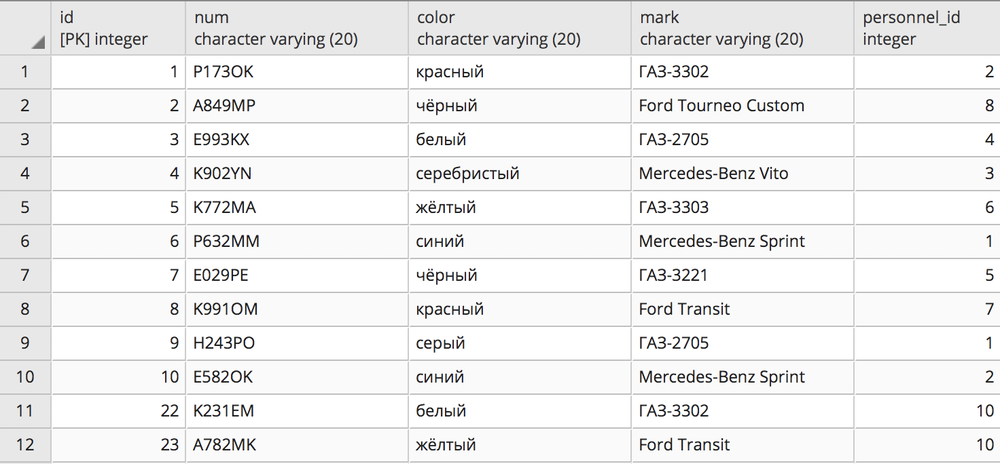 id num color mark personnel_id
[PK] integer character varying (20) character varying (20) character varying (20) integer
1 1 P173OK красный ГАЗ-3302 2
2 2 A849MP чёрный Ford Tourneo Custom 8
3 3 E993KX белый ГАЗ-2705 4
4 4 K902YN серебристый Mercedes-Benz Vito 3
5 5 K772MA жёлтый ГАЗ-3303 6
6 6 P632MM синий Mercedes-Benz Sprint 1
7 7 E029PE чёрный ГАЗ-3221 5
8 8 K991OM красный Ford Transit 7
9 9 H243PO серый ГАЗ-2705 1
10 10 E582OK синий Mercedes-Benz Sprint 2
11 22 K231EM белый ГАЗ-3302 10
12 23 A782MK жёлтый Ford Transit 10